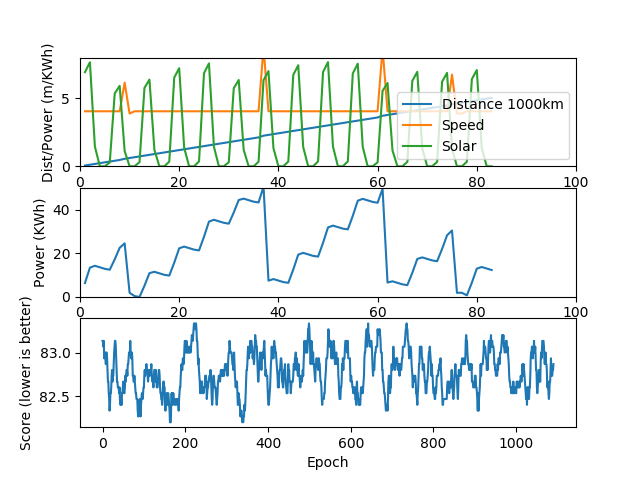 Dist/Power (m/KWh)
5
0
Distance 1000km
Speed
Solar
0 20 40 60 80 100
Power (KWh)
40
20
0
0 20 40 60 80 100
Score (lower is better)
83.0
82.5
0 200 400 600 800 1000
Epoch